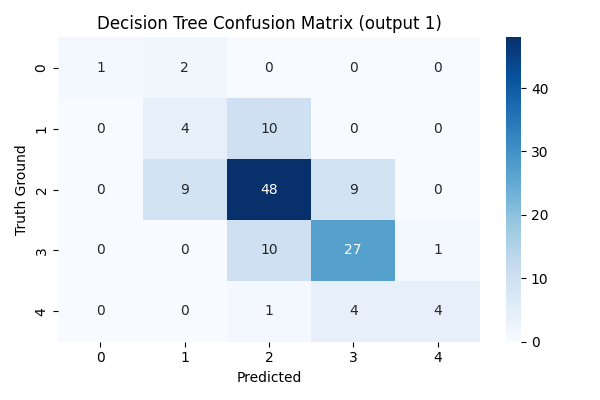 Decision Tree Confusion Matrix (output 1)
Truth Ground
0 1 2 0 0 0
1 0 4 10 0 0
2 0 9 48 9 0
3 0 0 10 27 1
4 0 0 1 4 4
0 1 2 3 4
Predicted
40
30
20
10
0